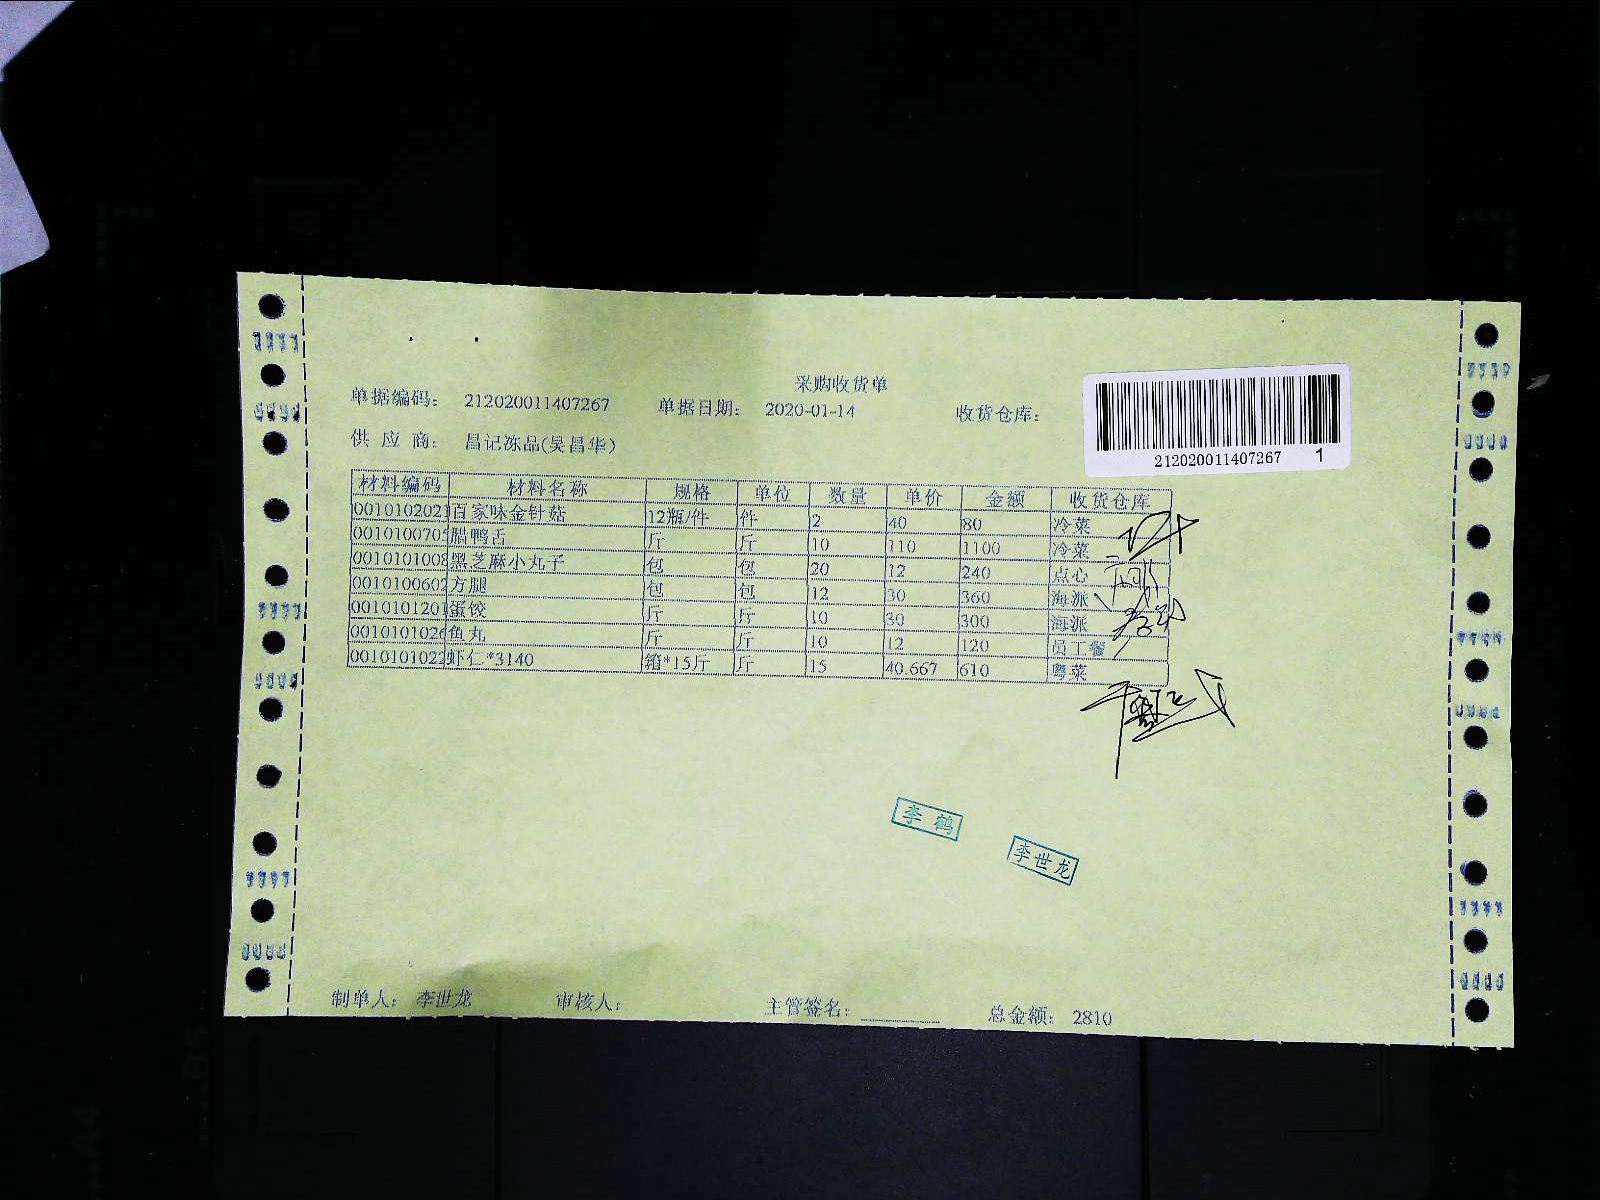 采购收货单
单据编码： 212020011407267 单据日期： 2020-01-14 收货仓库：
212020011407267 1
供 应 商： 昌记冻品(吴昌华)
材料编码 材料名称 规格 单位 数量 单价 金额 收货仓库
0010102021 百家味金针菇 12瓶/件 件 2 40 80 冷菜
001010070 腊鸭舌 斤 斤 10 110 1100 冷菜
0010101008 黑芝麻小丸子 包 包 20 12 240 点心
0010100602 方腿 包 包 12 30 360 海派
0010101201 蛋饺 斤 斤 10 30 300 海派
001010102 鱼丸 斤 斤 10 12 120 员工餐
0010101022 虾仁*3140 箱*15斤 斤 15 40.667 610 粤菜
李鹤
李世龙
制单人： 李世龙 审核人： 主管签名： 总金额： 2810